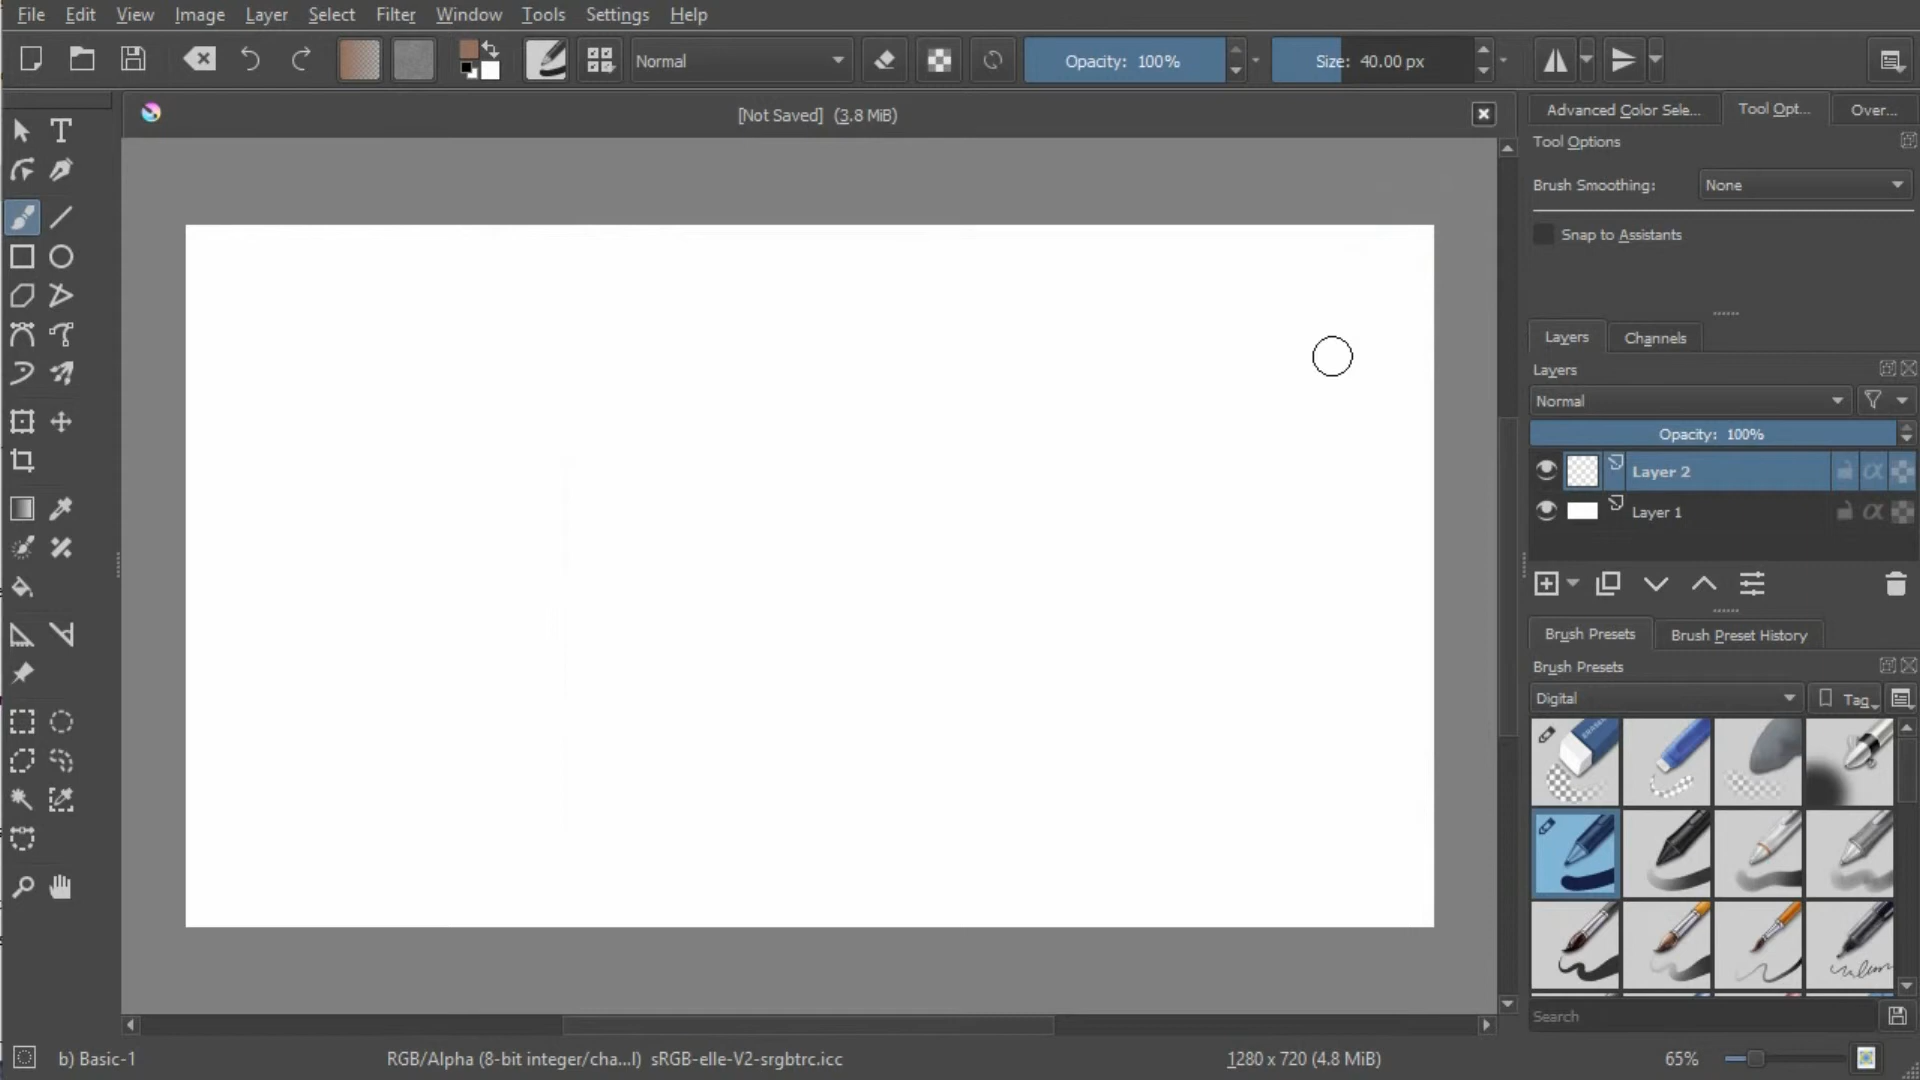 File Edit View Image Layer Select Filter Window Tools Settings Help
Normal Opacity: 100% Size: 40.00 px
[Not Saved] (3.8 MiB)
Advanced Color Sele... Tool Opt... Over...
Tool Options
Brush Smoothing: None
Snap to Assistants
Layers Channels
Layers
Normal
Opacity: 100%
Layer 2
Layer 1
Brush Presets Brush Preset History
Brush Presets
Digital Tag
Search
b) Basic-1 RGB/Alpha (8-bit integer/cha...l) sRGB-elle-V2-srgbtrc.icc 1280 x 720 (4.8 MiB) 65%